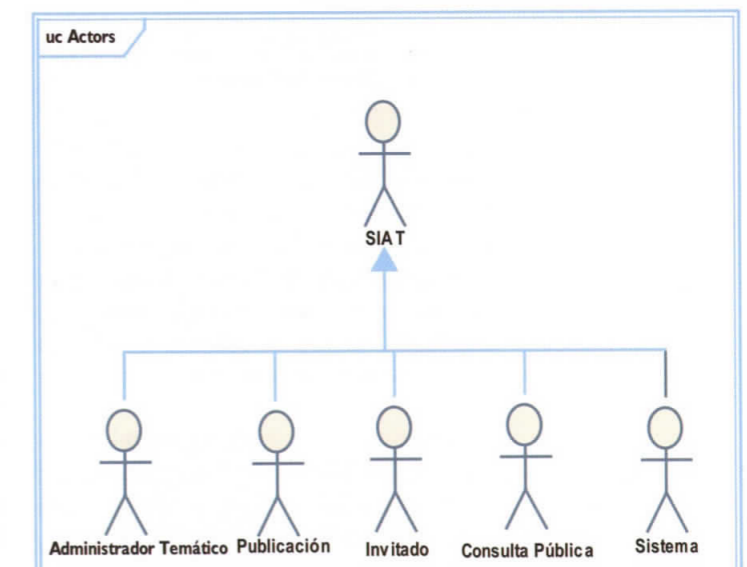 uc Actors
SIAT
Administrador Temático Publicación Invitado Consulta Pública Sistema